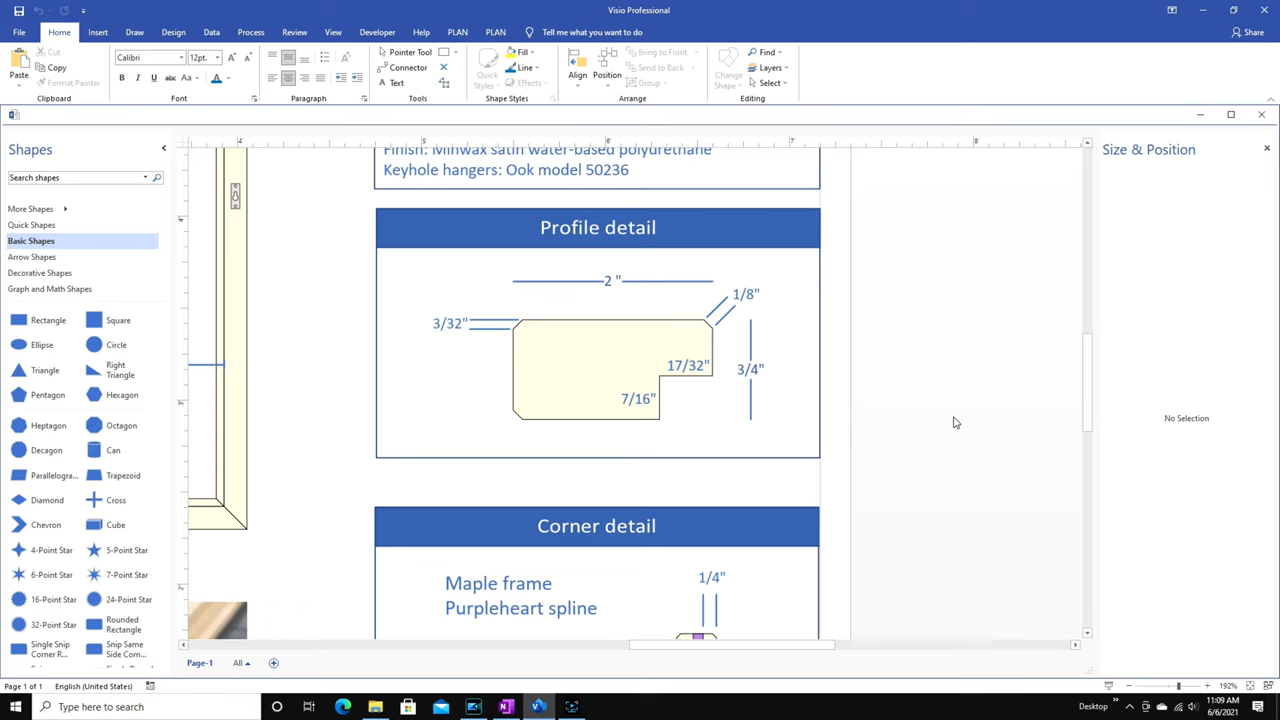 Visio Professional
File Home Insert Draw Design Data Process Review View Developer Help PLAN PLAN Tell me what you want to do Share
Paste Cut Copy Format Painter
Calibri 12pt.
Pointer Tool Connector Text
Quick Styles Fill Line Effects
Align Position
Bring to Front Send to Back Group
Change Shape
Find Layers Select
Clipboard Font Paragraph Tools Shape Styles Arrange Editing
Shapes
Search shapes
More Shapes
Quick Shapes
Basic Shapes
Arrow Shapes
Decorative Shapes
Graph and Math Shapes
Rectangle Square
Ellipse Circle
Triangle Right Triangle
Pentagon Hexagon
Heptagon Octagon
Decagon Can
Parallelogra... Trapezoid
Diamond Cross
Chevron Cube
4-Point Star 5-Point Star
6-Point Star 7-Point Star
16-Point Star 24-Point Star
32-Point Star Rounded Rectangle
Single Snip Corner R... Snip Same Side Corn...
4 5 6 7 8
4
3
2
Finish: Minwax satin water-based polyurethane
Keyhole hangers: Ook model 50236
Profile detail
2 "
1/8"
3/32"
17/32"
3/4"
7/16"
Corner detail
Maple frame
Purpleheart spline
1/4"
Size & Position
No Selection
Page-1 All
Page 1 of 1 English (United States) 192%
Type here to search
Desktop
11:09 AM
6/6/2021